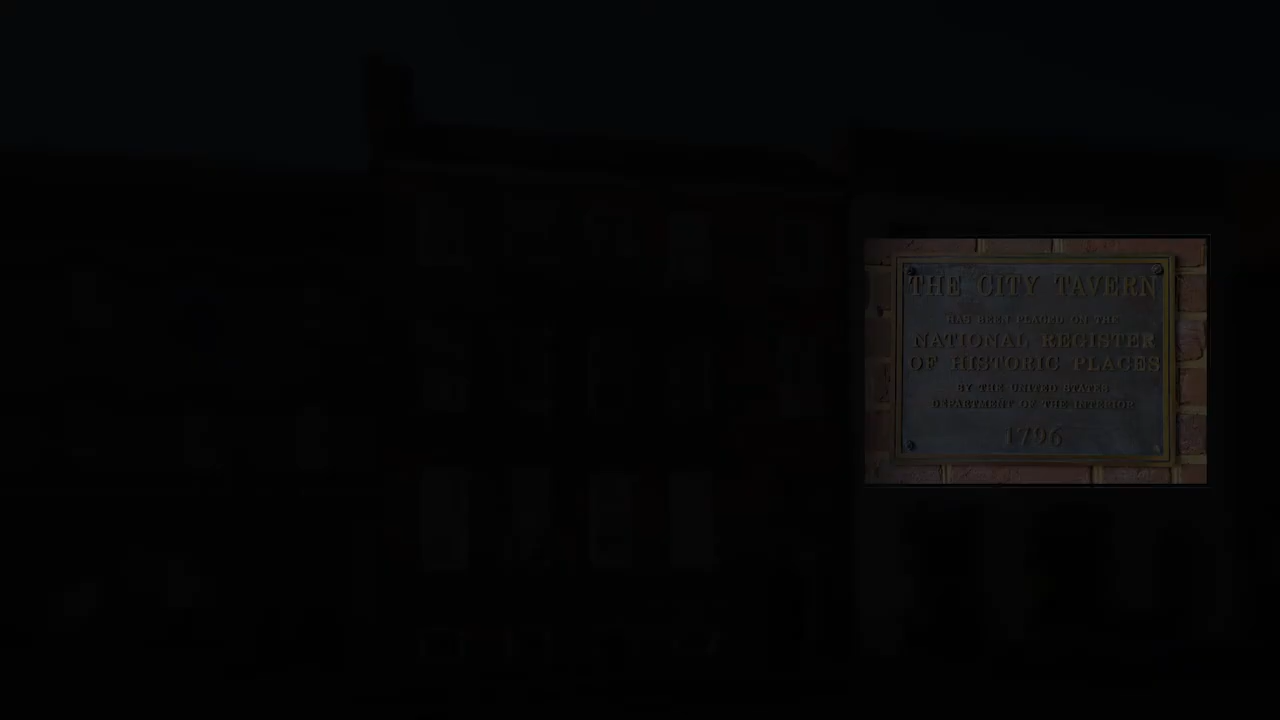 THE CITY TAVERN
HAS BEEN PLACED ON THE
NATIONAL REGISTER
OF HISTORIC PLACES
BY THE UNITED STATES
DEPARTMENT OF THE INTERIOR
1796